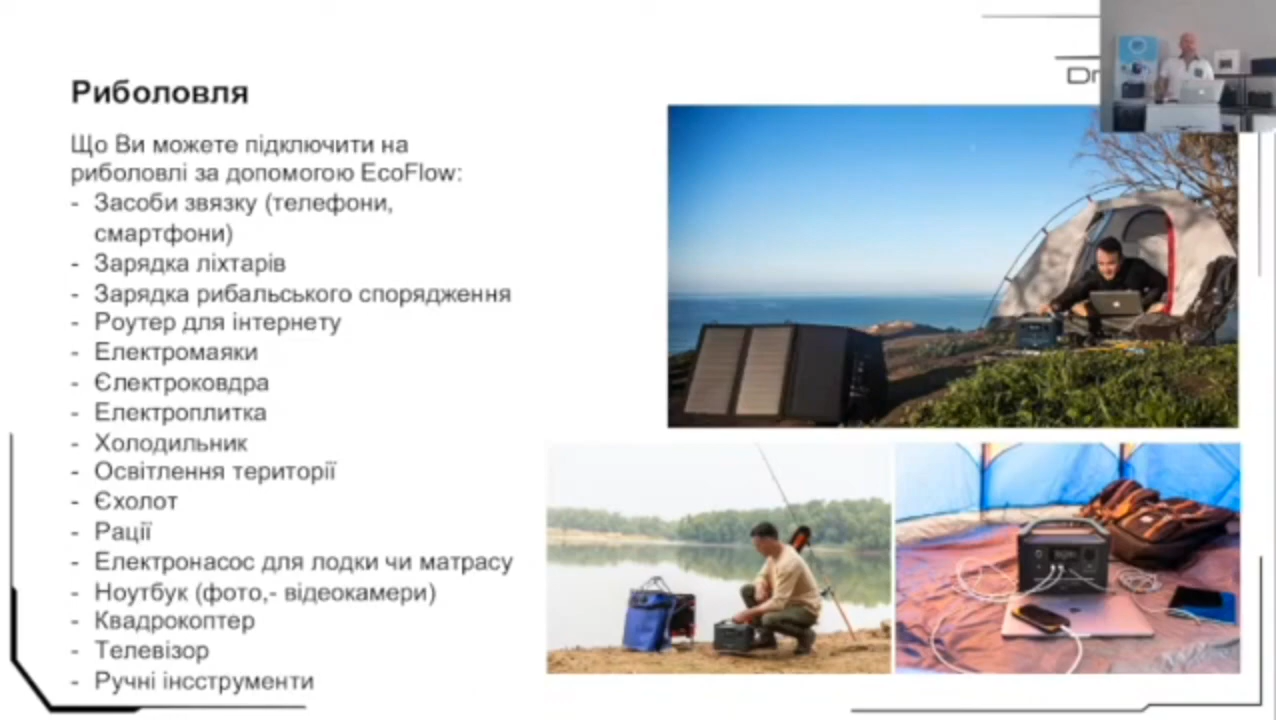 Риболовля
Що Ви можете підключити на
риболовлі за допомогою EcoFlow:
- Засоби звязку (телефони,
смартфони)
- Зарядка ліхтарів
- Зарядка рибальського спорядження
- Роутер для інтернету
- Електромаяки
- Єлектроковдра
- Електроплитка
- Холодильник
- Освітлення території
- Єхолот
- Рації
- Електронасос для лодки чи матрасу
- Ноутбук (фото,- відеокамери)
- Квадрокоптер
- Телевізор
- Ручні інсструменти